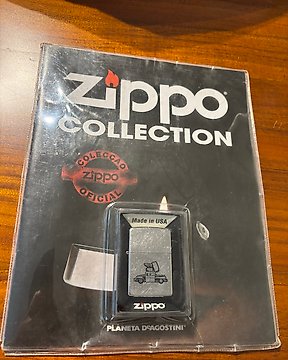 zippo
COLLECTION
COLECÇÃO
zippo
OFICIAL
Made in USA
zippo
PLANETA DEAGOSTINI